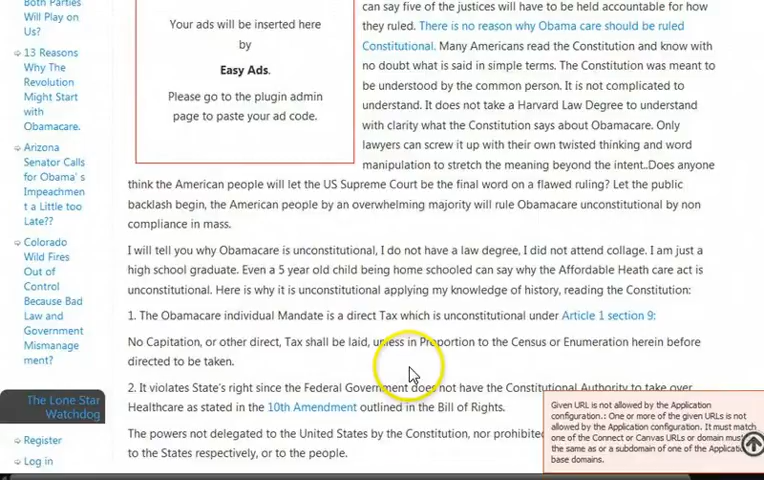 Both Parties
Will Play on
Us?
13 Reasons
Why The
Revolution
Might Start
with
Obamacare.
Arizona
Senator Calls
for Obama' s
Impeachmen
t a Little too
Late??
Colorado
Wild Fires
Out of
Control
Because Bad
Law and
Government
Mismanage
ment?
The Lone Star
Watchdog
Register
Log in
Your ads will be inserted here
by
Easy Ads.
Please go to the plugin admin
page to paste your ad code.
can say five of the justices will have to be held accountable for how
they ruled. There is no reason why Obama care should be ruled
Constitutional. Many Americans read the Constitution and know with
no doubt what is said in simple terms. The Constitution was meant to
be understood by the common person. It is not complicated to
understand. It does not take a Harvard Law Degree to understand
with clarity what the Constitution says about Obamacare. Only
lawyers can screw it up with their own twisted thinking and word
manipulation to stretch the meaning beyond the intent..Does anyone
think the American people will let the US Supreme Court be the final word on a flawed ruling? Let the public
backlash begin, the American people by an overwhelming majority will rule Obamacare unconstitutional by non
compliance in mass.
I will tell you why Obamacare is unconstitutional, I do not have a law degree, I did not attend collage. I am just a
high school graduate. Even a 5 year old child being home schooled can say why the Affordable Heath care act is
unconstitutional. Here is why it is unconstitutional applying my knowledge of history, reading the Constitution:
1. The Obamacare individual Mandate is a direct Tax which is unconstitutional under Article 1 section 9:
No Capitation, or other direct, Tax shall be laid, unless in Proportion to the Census or Enumeration herein before
directed to be taken.
2. It violates State's right since the Federal Government does not have the Constitutional Authority to take over
Healthcare as stated in the 10th Amendment outlined in the Bill of Rights.
The powers not delegated to the United States by the Constitution, nor prohibited
to the States respectively, or to the people.
Given URL is not allowed by the Application
configuration.: One or more of the given URLs is not
allowed by the Application configuration. It must match
one of the Connect or Canvas URLs or domain must
the same as or a subdomain of one of the
base domains.